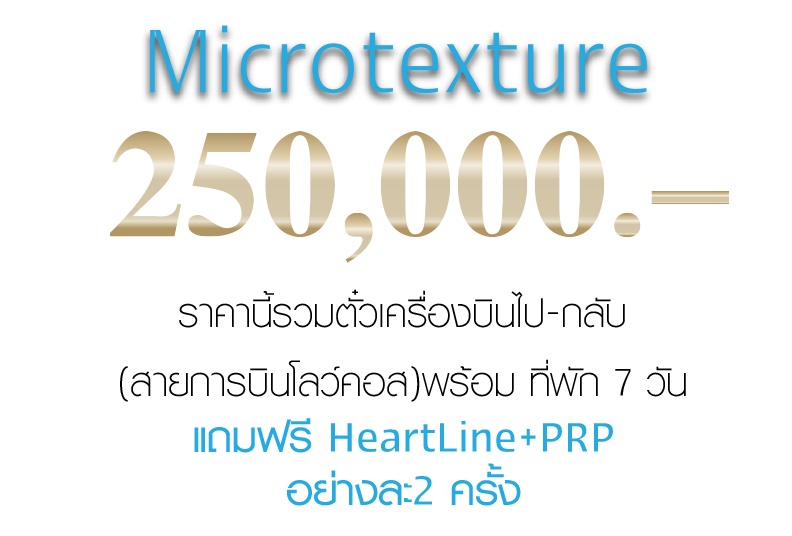 Microtexture
250,000.–
ราคานี้รวมตั๋วเครื่องบินไป-กลับ
(สายการบินโลว์คอส)พร้อม ที่พัก 7 วัน
แถมฟรี HeartLine+PRP
อย่างละ2 ครั้ง